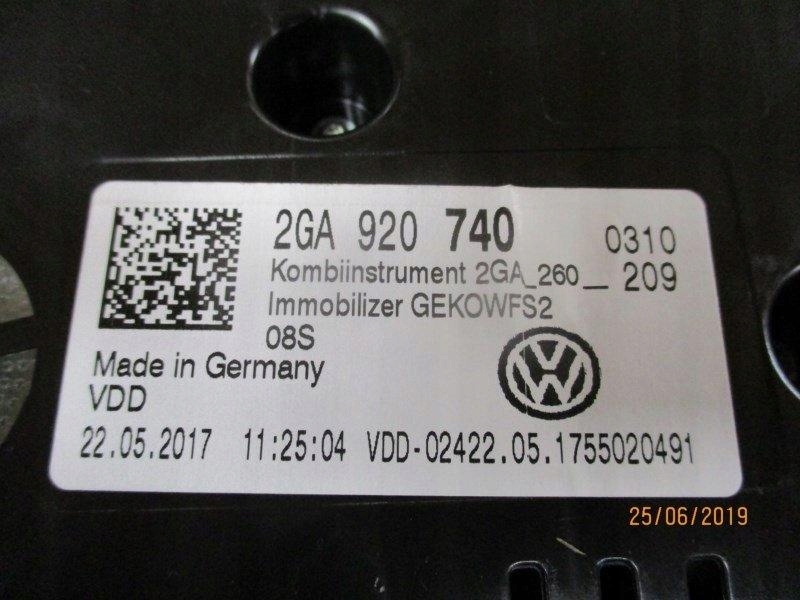 2GA 920 740 0310
Kombiinstrument 2GA_260__ 209
Immobilizer GEKOWFS2
08S
Made in Germany
VDD
22.05.2017 11:25:04 VDD-02422.05.1755020491
25/06/2019